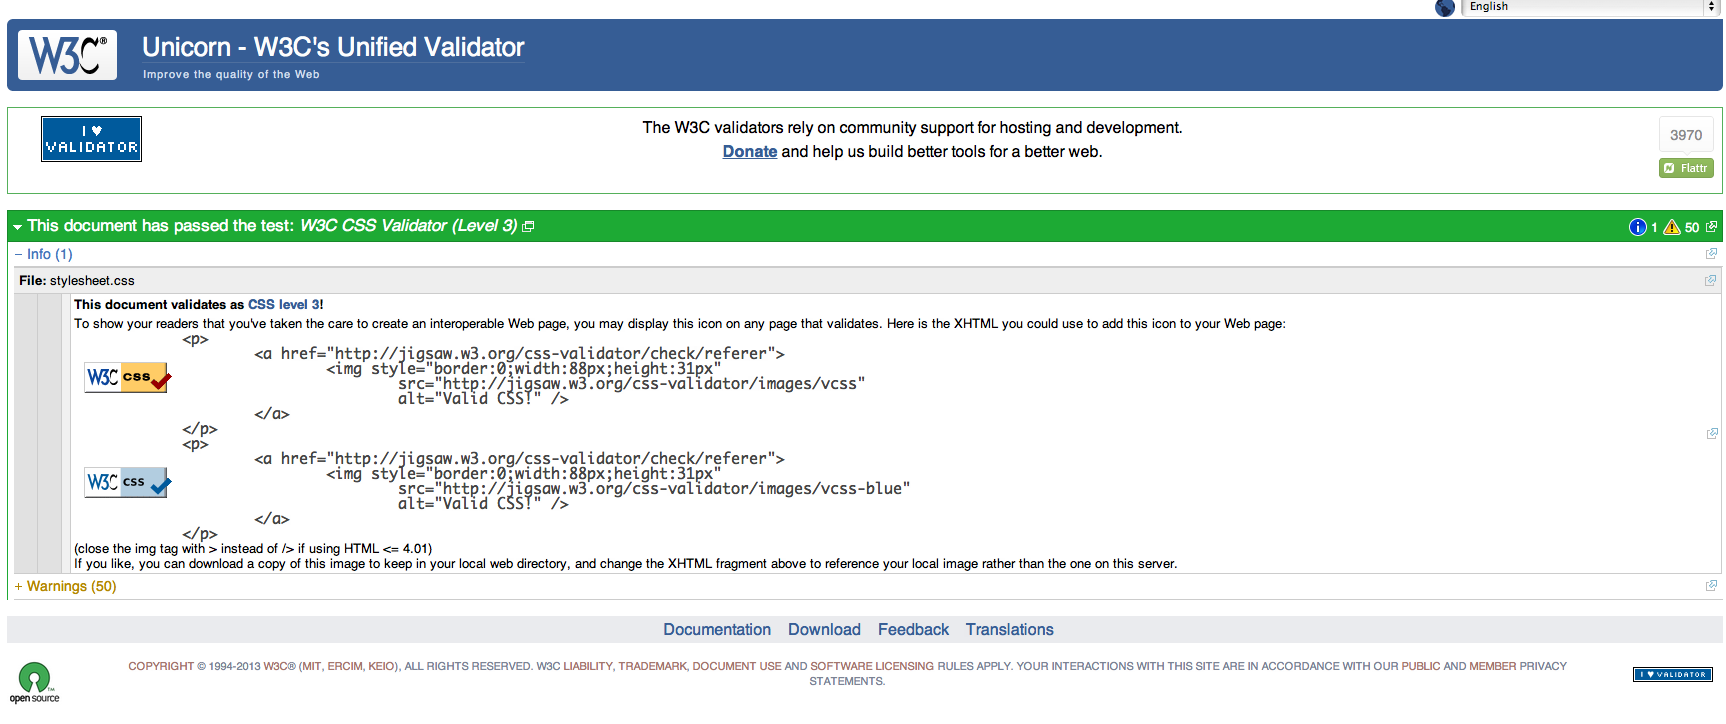 English
W3C®
Unicorn - W3C's Unified Validator
Improve the quality of the Web
I ♥
VALIDATOR
The W3C validators rely on community support for hosting and development.
Donate and help us build better tools for a better web.
3970
Flattr
This document has passed the test: W3C CSS Validator (Level 3)
1 50
− Info (1)
File: stylesheet.css
This document validates as CSS level 3!
To show your readers that you've taken the care to create an interoperable Web page, you may display this icon on any page that validates. Here is the XHTML you could use to add this icon to your Web page:
<p>
<a href="http://jigsaw.w3.org/css-validator/check/referer">
W3C css
<img style="border:0;width:88px;height:31px"
src="http://jigsaw.w3.org/css-validator/images/vcss"
alt="Valid CSS!" />
</a>
</p>
<p>
<a href="http://jigsaw.w3.org/css-validator/check/referer">
W3C css
<img style="border:0;width:88px;height:31px"
src="http://jigsaw.w3.org/css-validator/images/vcss-blue"
alt="Valid CSS!" />
</a>
</p>
(close the img tag with > instead of /> if using HTML <= 4.01)
If you like, you can download a copy of this image to keep in your local web directory, and change the XHTML fragment above to reference your local image rather than the one on this server.
+ Warnings (50)
Documentation Download Feedback Translations
open source
TM
COPYRIGHT © 1994-2013 W3C® (MIT, ERCIM, KEIO), ALL RIGHTS RESERVED. W3C LIABILITY, TRADEMARK, DOCUMENT USE AND SOFTWARE LICENSING RULES APPLY. YOUR INTERACTIONS WITH THIS SITE ARE IN ACCORDANCE WITH OUR PUBLIC AND MEMBER PRIVACY
STATEMENTS.
I ♥ VALIDATOR